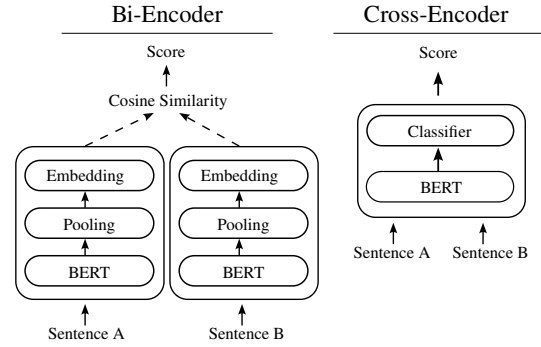 Bi-Encoder
Score
Cosine Similarity
Embedding
Pooling
BERT
Sentence A
Embedding
Pooling
BERT
Sentence B
Cross-Encoder
Score
Classifier
BERT
Sentence A
Sentence B